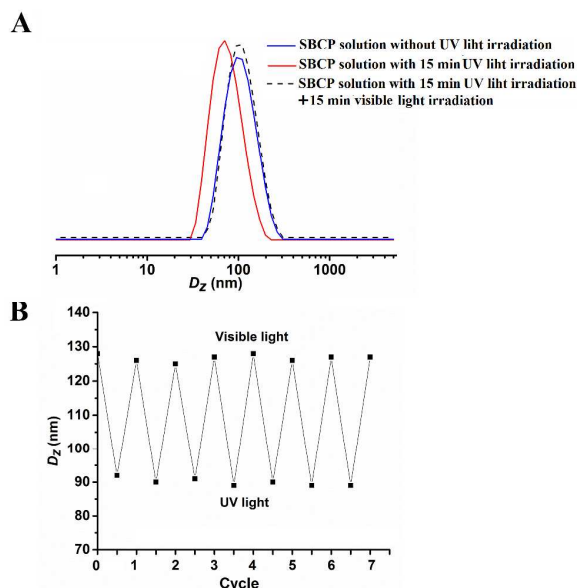 A
SBCP solution without UV liht irradiation
SBCP solution with 15 min UV liht irradiation
SBCP solution with 15 min UV liht irradiation
+15 min visible light irradiation
1 10 100 1000
Dz (nm)
B
140
130
120
110
100
90
80
70
Dz (nm)
Visible light
UV light
0 1 2 3 4 5 6 7
Cycle